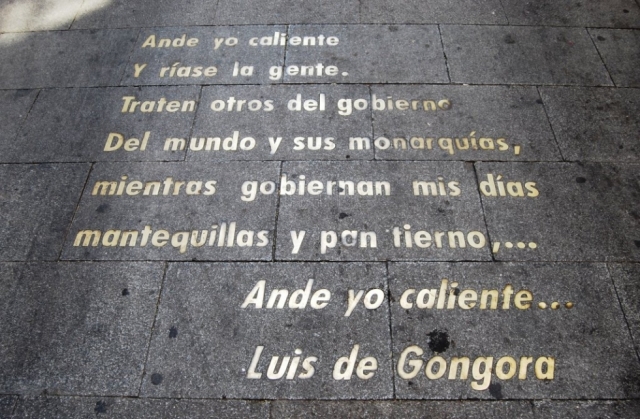 Ande yo caliente
Y ríase la gente.
Traten otros del gobierno
Del mundo y sus monarquías,
mientras gobiernan mis días
mantequillas y pan tierno,...
Ande yo caliente...
Luis de Gongora